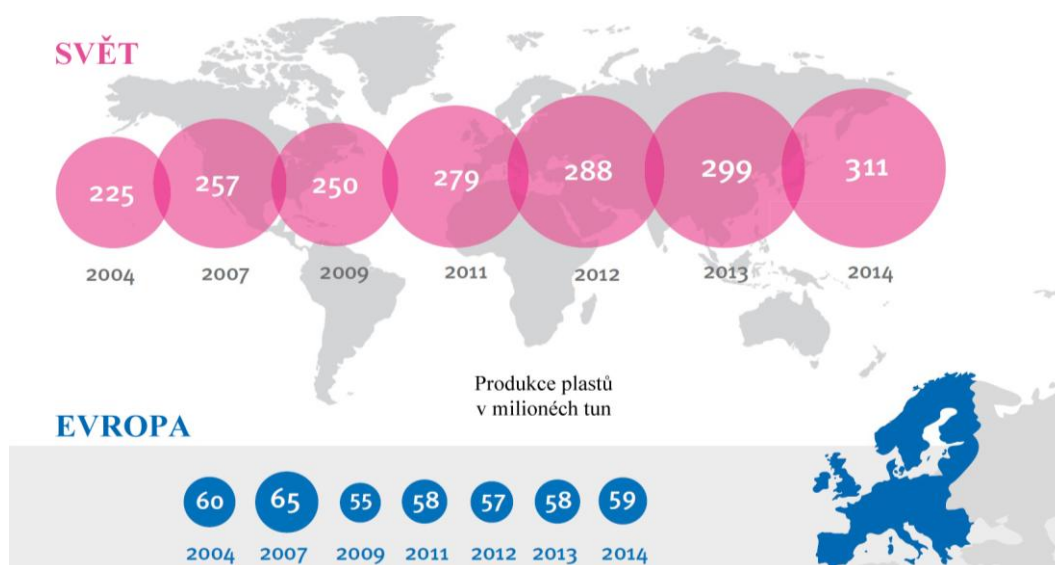 SVĚT
225 257 250 279 288 299 311
2004 2007 2009 2011 2012 2013 2014
Produkce plastů
v milionéch tun
EVROPA
60 65 55 58 57 58 59
2004 2007 2009 2011 2012 2013 2014